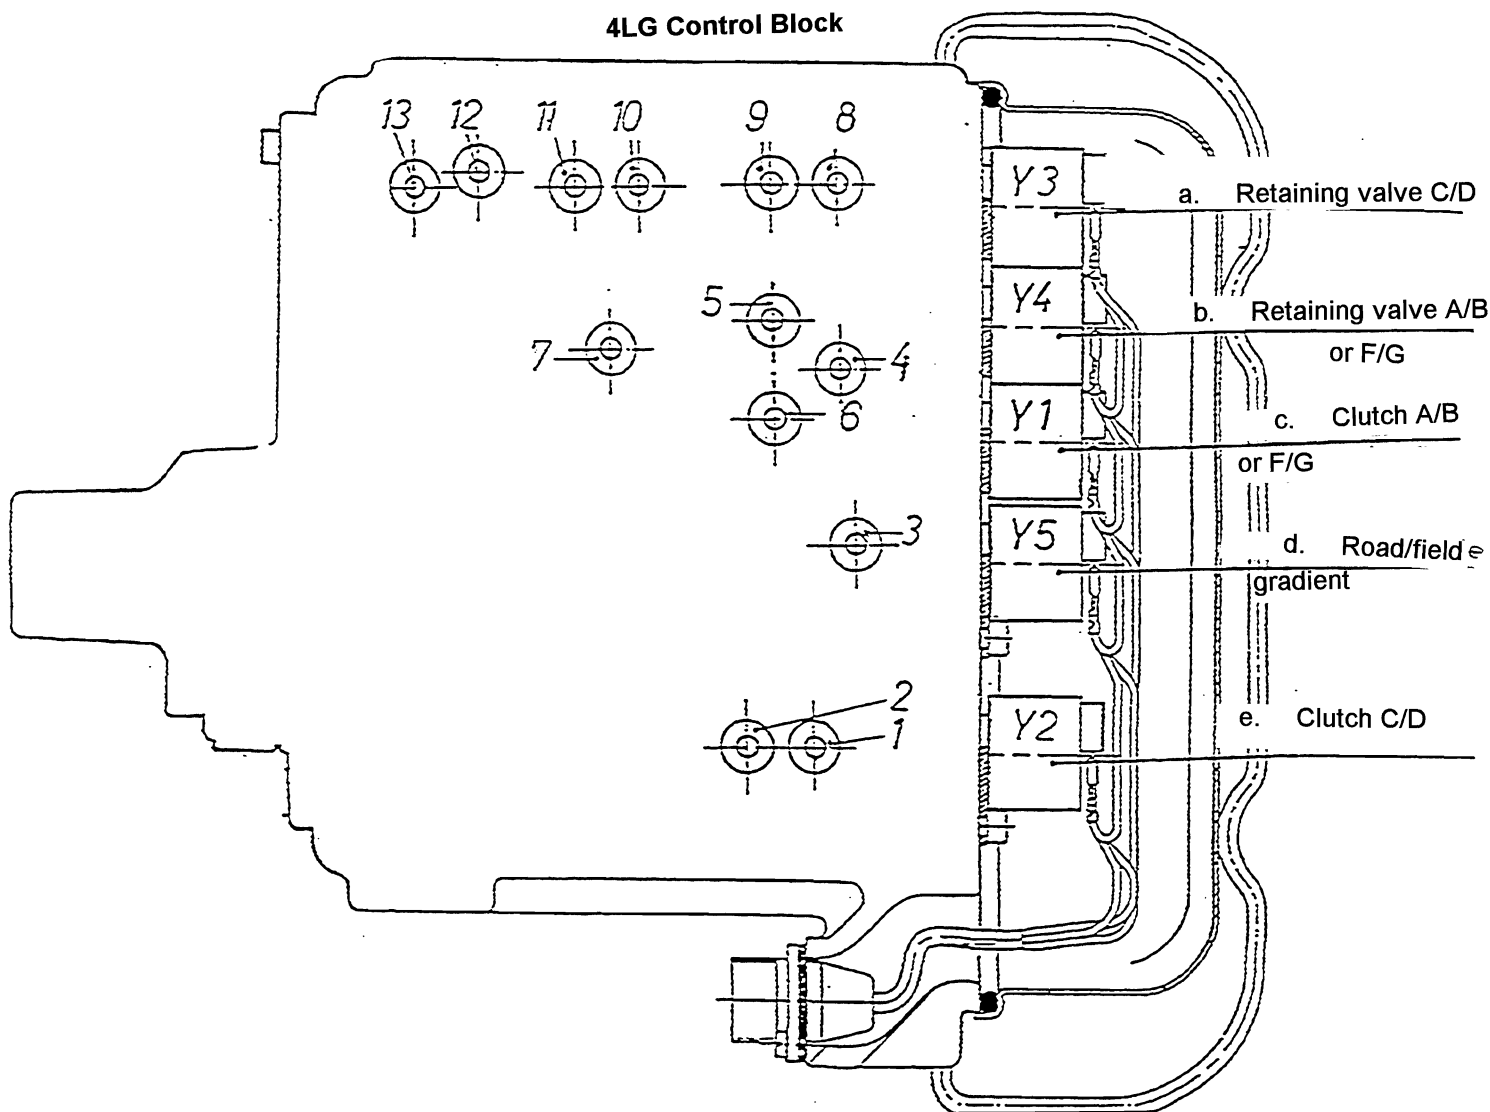 4LG Control Block
13 12 11 10 9 8
Y3
a. Retaining valve C/D
5
Y4
b. Retaining valve A/B
or F/G
7 4
6
Y1
c. Clutch A/B
or F/G
3
Y5
d. Road/field e
gradient
2
1
Y2
e. Clutch C/D